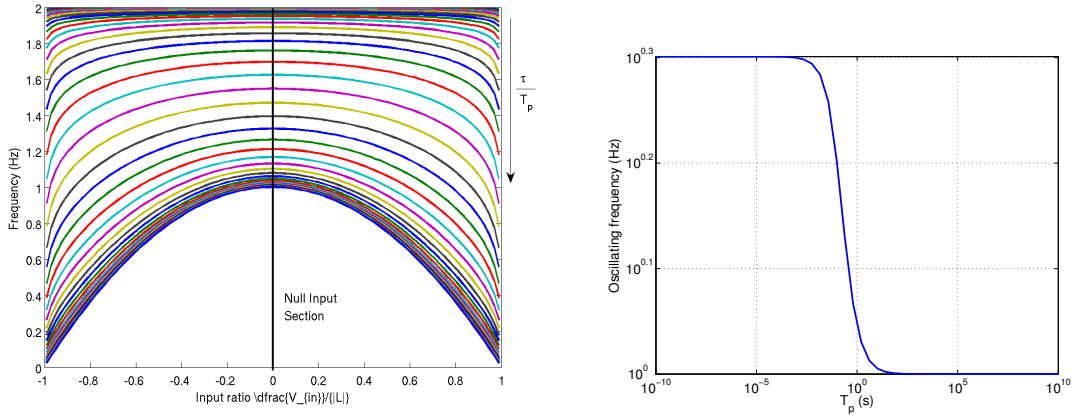 2
1.8
1.6
1.4
1.2
1
0.8
0.6
0.4
0.2
0
Frequency (Hz)
-1 -0.8 -0.6 -0.4 -0.2 0 0.2 0.4 0.6 0.8 1
Input ratio \dfrac{V_{in}}/{|L|}
Null Input
Section
τ
T_p
10^0.3
10^0.2
10^0.1
10^0
Oscillating frequency (Hz)
10^-10 10^-5 10^0 10^5 10^10
T_p (s)